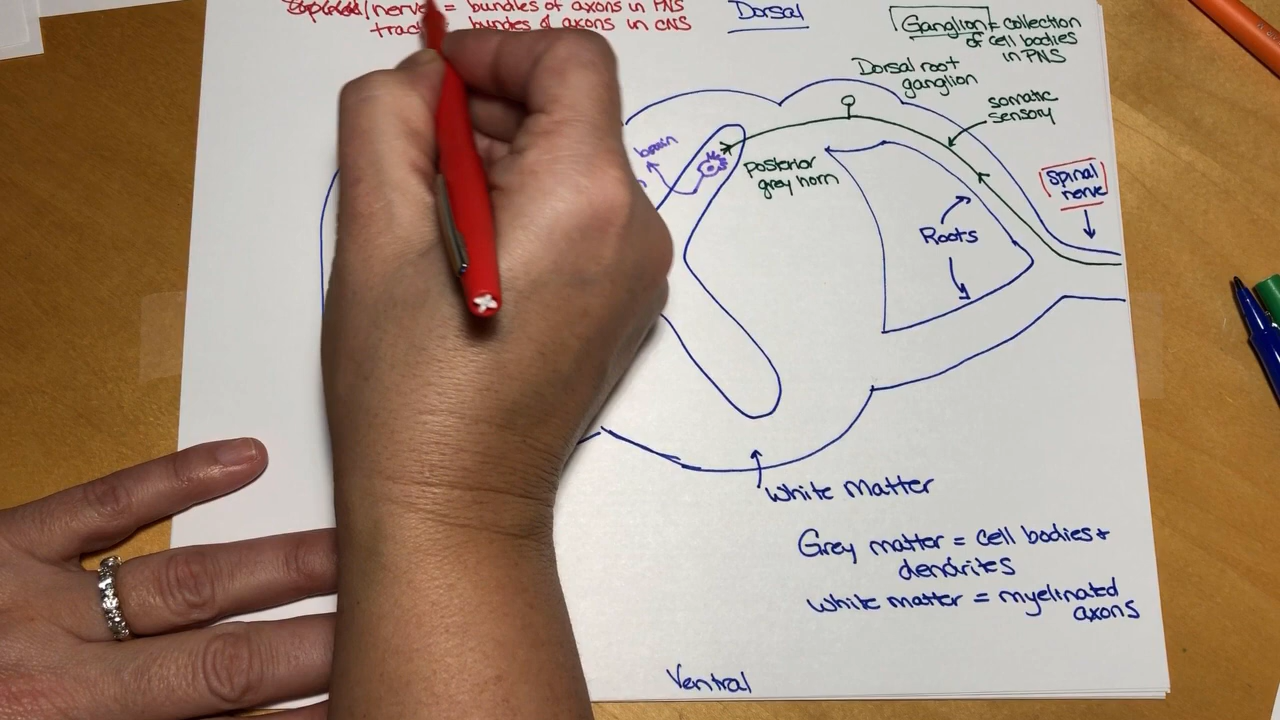 /nerve = bundles of axons in PNS
tract = bundes of axons in CNS
Dorsal
Ganglion = collection
of cell bodies
in PNS
Dorsal root
ganglion
somatic
sensory
brain
posterior
grey horn
spinal
nerve
Roots
White Matter
Grey matter = cell bodies +
dendrites
White matter = myelinated
axons
Ventral